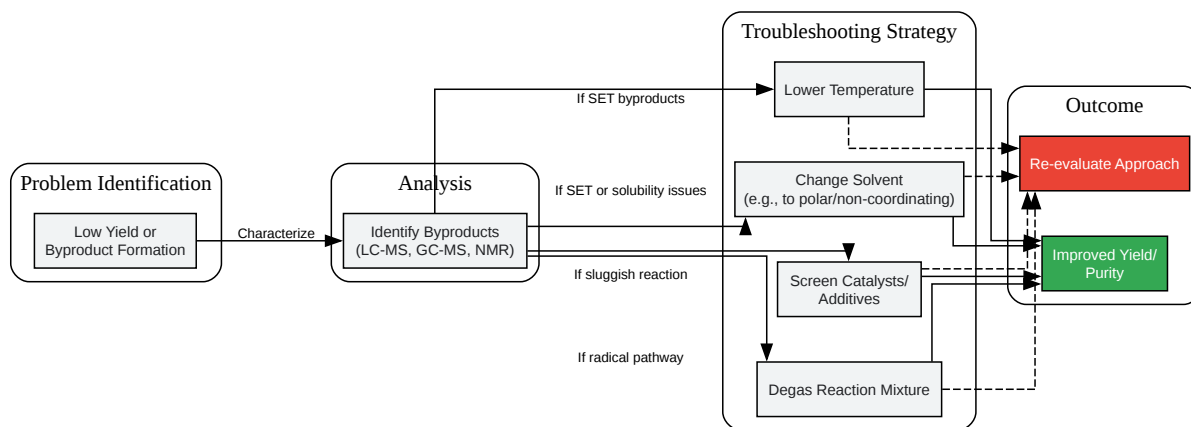 Problem Identification
Low Yield or
Byproduct Formation
Characterize
Analysis
Identify Byproducts
(LC-MS, GC-MS, NMR)
If SET byproducts
If SET or solubility issues
If sluggish reaction
If radical pathway
Troubleshooting Strategy
Lower Temperature
Change Solvent
(e.g., to polar/non-coordinating)
Screen Catalysts/
Additives
Degas Reaction Mixture
Outcome
Re-evaluate Approach
Improved Yield/
Purity